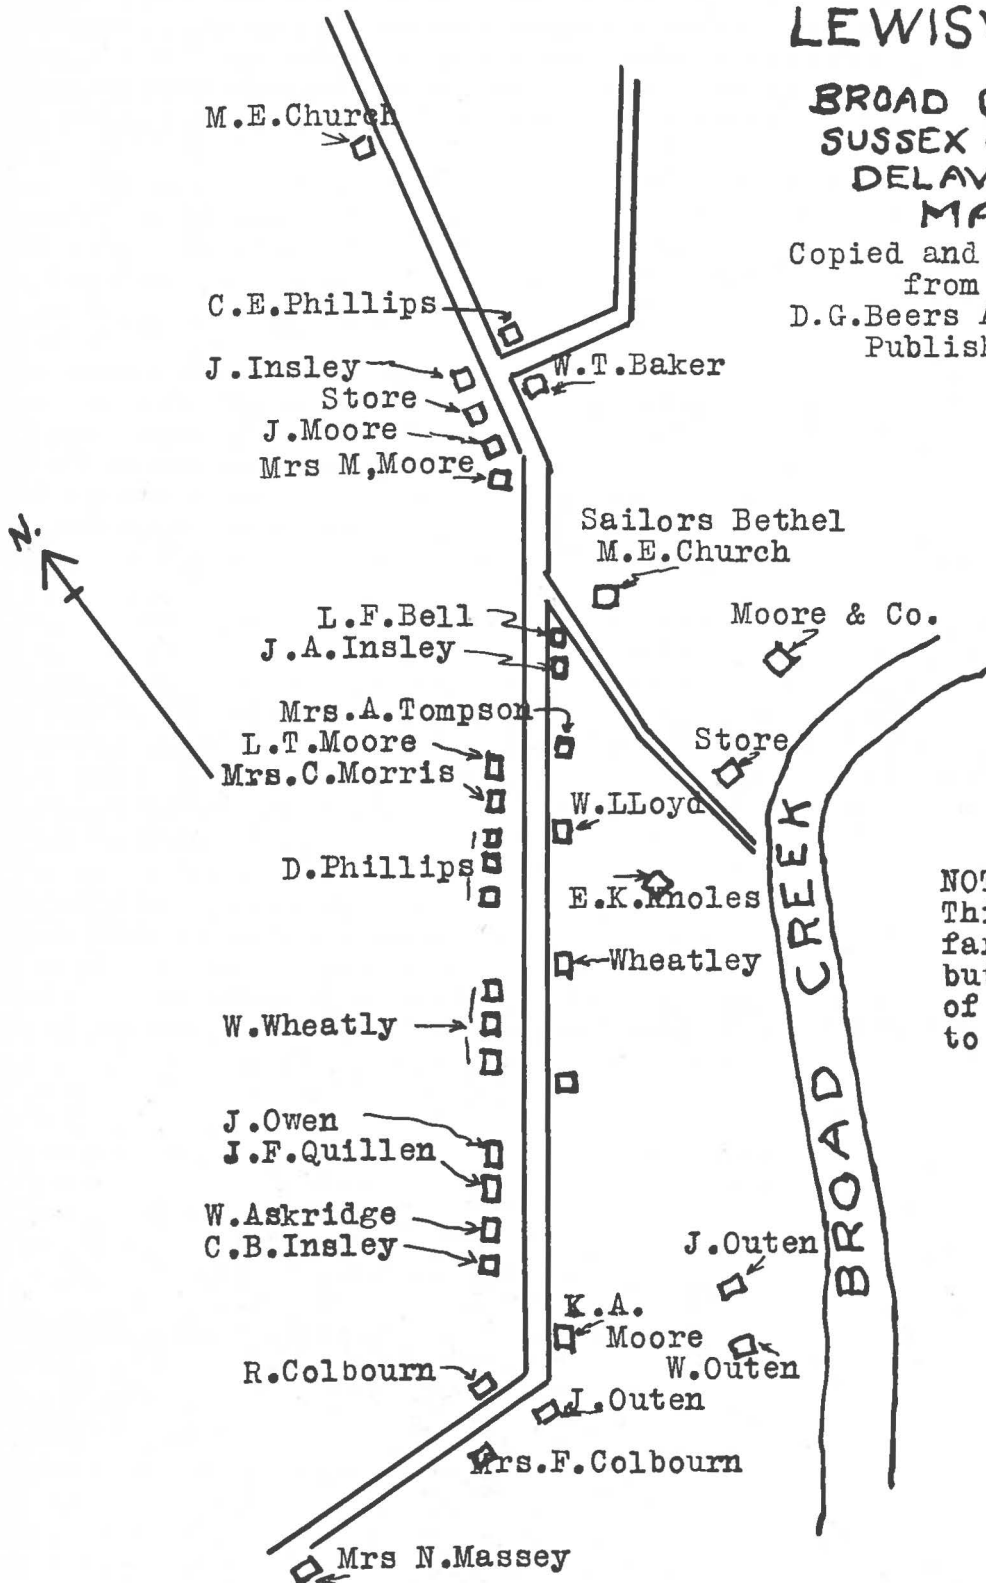 LEWISV
BROAD
SUSSEX
DELAW
MA
Copied and
from
D.G.Beers A
Publish
M.E.Church
C.E.Phillips
J.Insley
W.T.Baker
Store
J.Moore
Mrs M,Moore
N.
Sailors Bethel
M.E.Church
L.F.Bell
J.A.Insley
Moore & Co.
Mrs.A.Tompson
L.T.Moore
Store
Mrs.C.Morris
W.LLoyd
D.Phillips
E.K.Knoles
Wheatley
W.Wheatly
BROAD CREEK
NOT
Thi
far
but
of
to
J.Owen
J.F.Quillen
W.Askridge
C.B.Insley
J.Outen
K.A.
Moore
W.Outen
R.Colbourn
J.Outen
Mrs.F.Colbourn
Mrs N.Massey